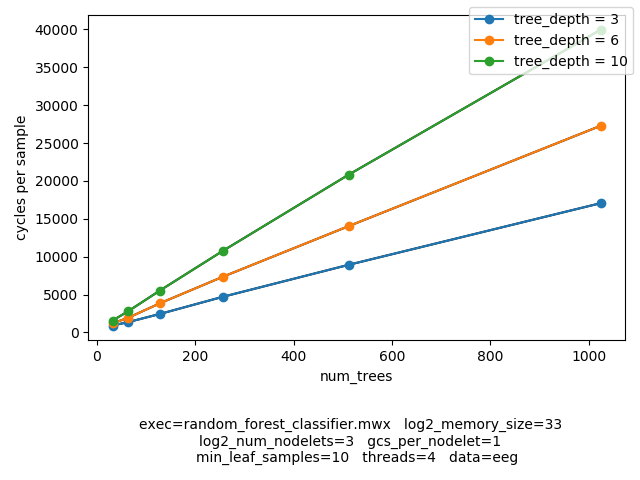 tree_depth = 3
tree_depth = 6
tree_depth = 10
40000
35000
30000
25000
20000
15000
10000
5000
0
cycles per sample
0 200 400 600 800 1000
num_trees
exec=random_forest_classifier.mwx log2_memory_size=33
log2_num_nodelets=3 gcs_per_nodelet=1
min_leaf_samples=10 threads=4 data=eeg